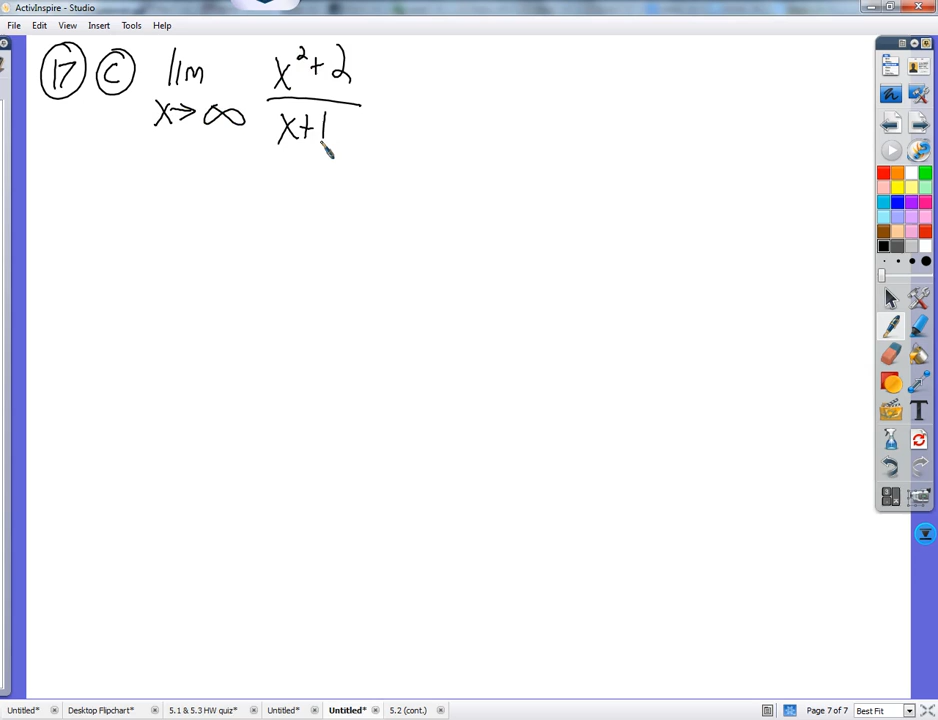 ActivInspire - Studio
File Edit View Insert Tools Help
17 C lim x²+2
x→∞ x+1
Untitled* Desktop Flipchart* 5.1 & 5.3 HW quiz* Untitled* Untitled* 5.2 (cont.) Page 7 of 7 Best Fit